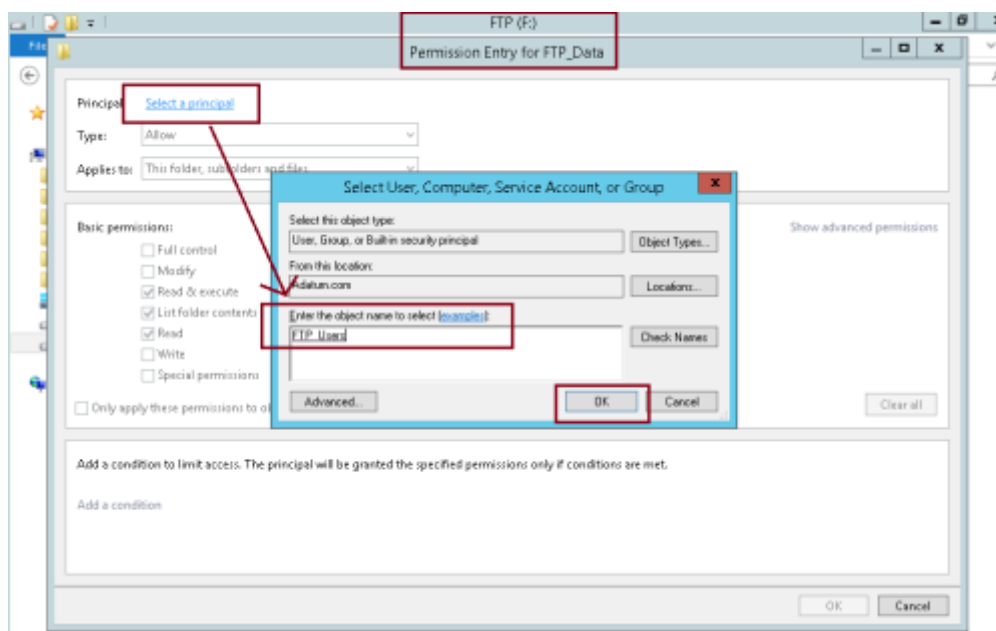 FTP (F:)
File
Permission Entry for FTP_Data
Principal: Select a principal
Type: Allow
Applies to: This folder, subfolders and files
Select User, Computer, Service Account, or Group
Select this object type:
User, Group, or Built-in security principal
Object Types...
From this location:
Adatum.com
Locations...
Enter the object name to select (examples):
FTP_Users
Check Names
Advanced...
OK
Cancel
Basic permissions:
Show advanced permissions
Full control
Modify
Read & execute
List folder contents
Read
Write
Special permissions
Only apply these permissions to
Clear all
Add a condition to limit access. The principal will be granted the specified permissions only if conditions are met.
Add a condition
OK
Cancel